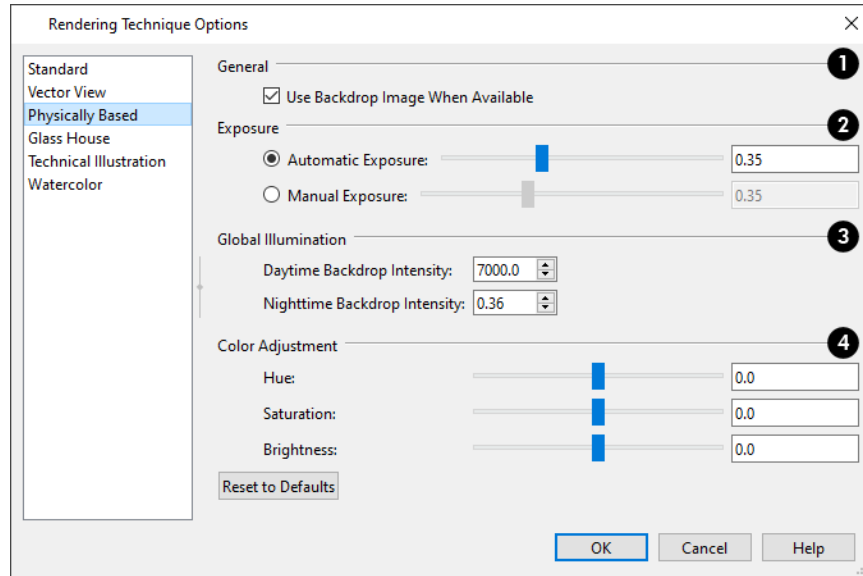 Rendering Technique Options
Standard
Vector View
Physically Based
Glass House
Technical Illustration
Watercolor
General 1
Use Backdrop Image When Available
Exposure 2
Automatic Exposure: 0.35
Manual Exposure: 0.35
Global Illumination 3
Daytime Backdrop Intensity: 7000.0
Nighttime Backdrop Intensity: 0.36
Color Adjustment 4
Hue: 0.0
Saturation: 0.0
Brightness: 0.0
Reset to Defaults
OK Cancel Help